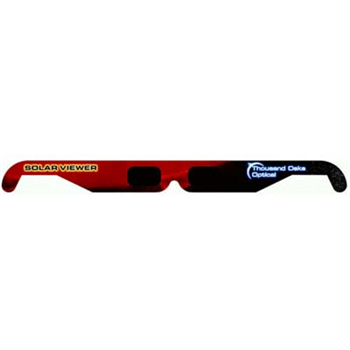 SOLAR VIEWER
Thousand Oaks
Optical